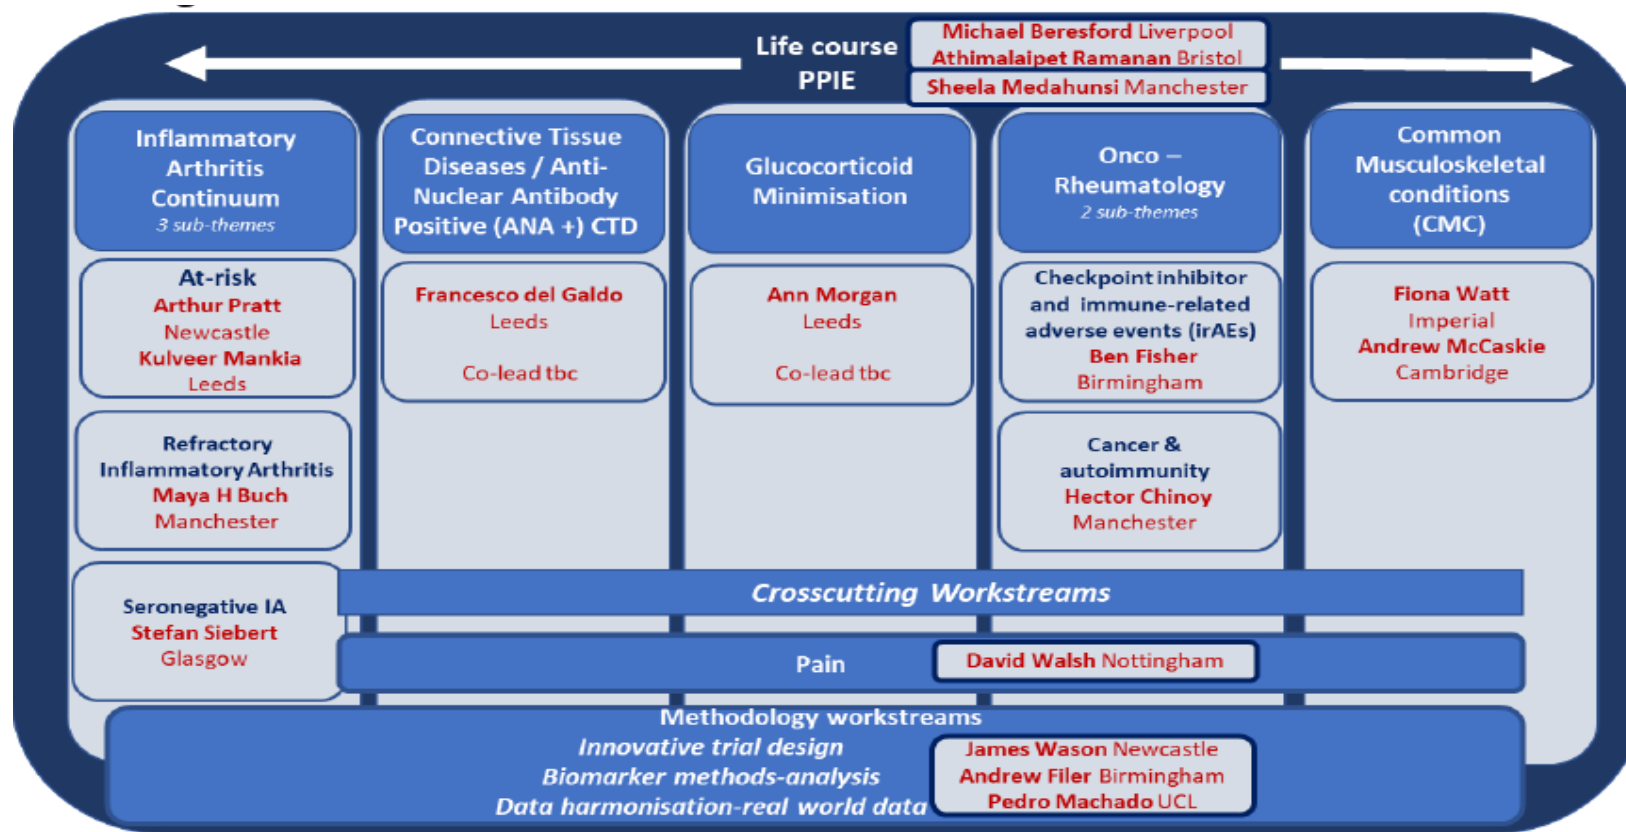 Life course
PPIE
Michael Beresford Liverpool
Athimalaipet Ramanan Bristol
Sheela Medahunsi Manchester
Inflammatory
Arthritis
Continuum
3 sub-themes
At-risk
Arthur Pratt
Newcastle
Kulveer Mankia
Leeds
Refractory
Inflammatory Arthritis
Maya H Buch
Manchester
Seronegative IA
Stefan Siebert
Glasgow
Connective Tissue
Diseases / Anti-
Nuclear Antibody
Positive (ANA +) CTD
Francesco del Galdo
Leeds
Co-lead tbc
Glucocorticoid
Minimisation
Ann Morgan
Leeds
Co-lead tbc
Onco –
Rheumatology
2 sub-themes
Checkpoint inhibitor
and immune-related
adverse events (irAEs)
Ben Fisher
Birmingham
Cancer &
autoimmunity
Hector Chinoy
Manchester
Common
Musculoskeletal
conditions
(CMC)
Fiona Watt
Imperial
Andrew McCaskie
Cambridge
Crosscutting Workstreams
Pain
David Walsh Nottingham
Methodology workstreams
Innovative trial design
Biomarker methods-analysis
Data harmonisation-real world data
James Wason Newcastle
Andrew Filer Birmingham
Pedro Machado UCL